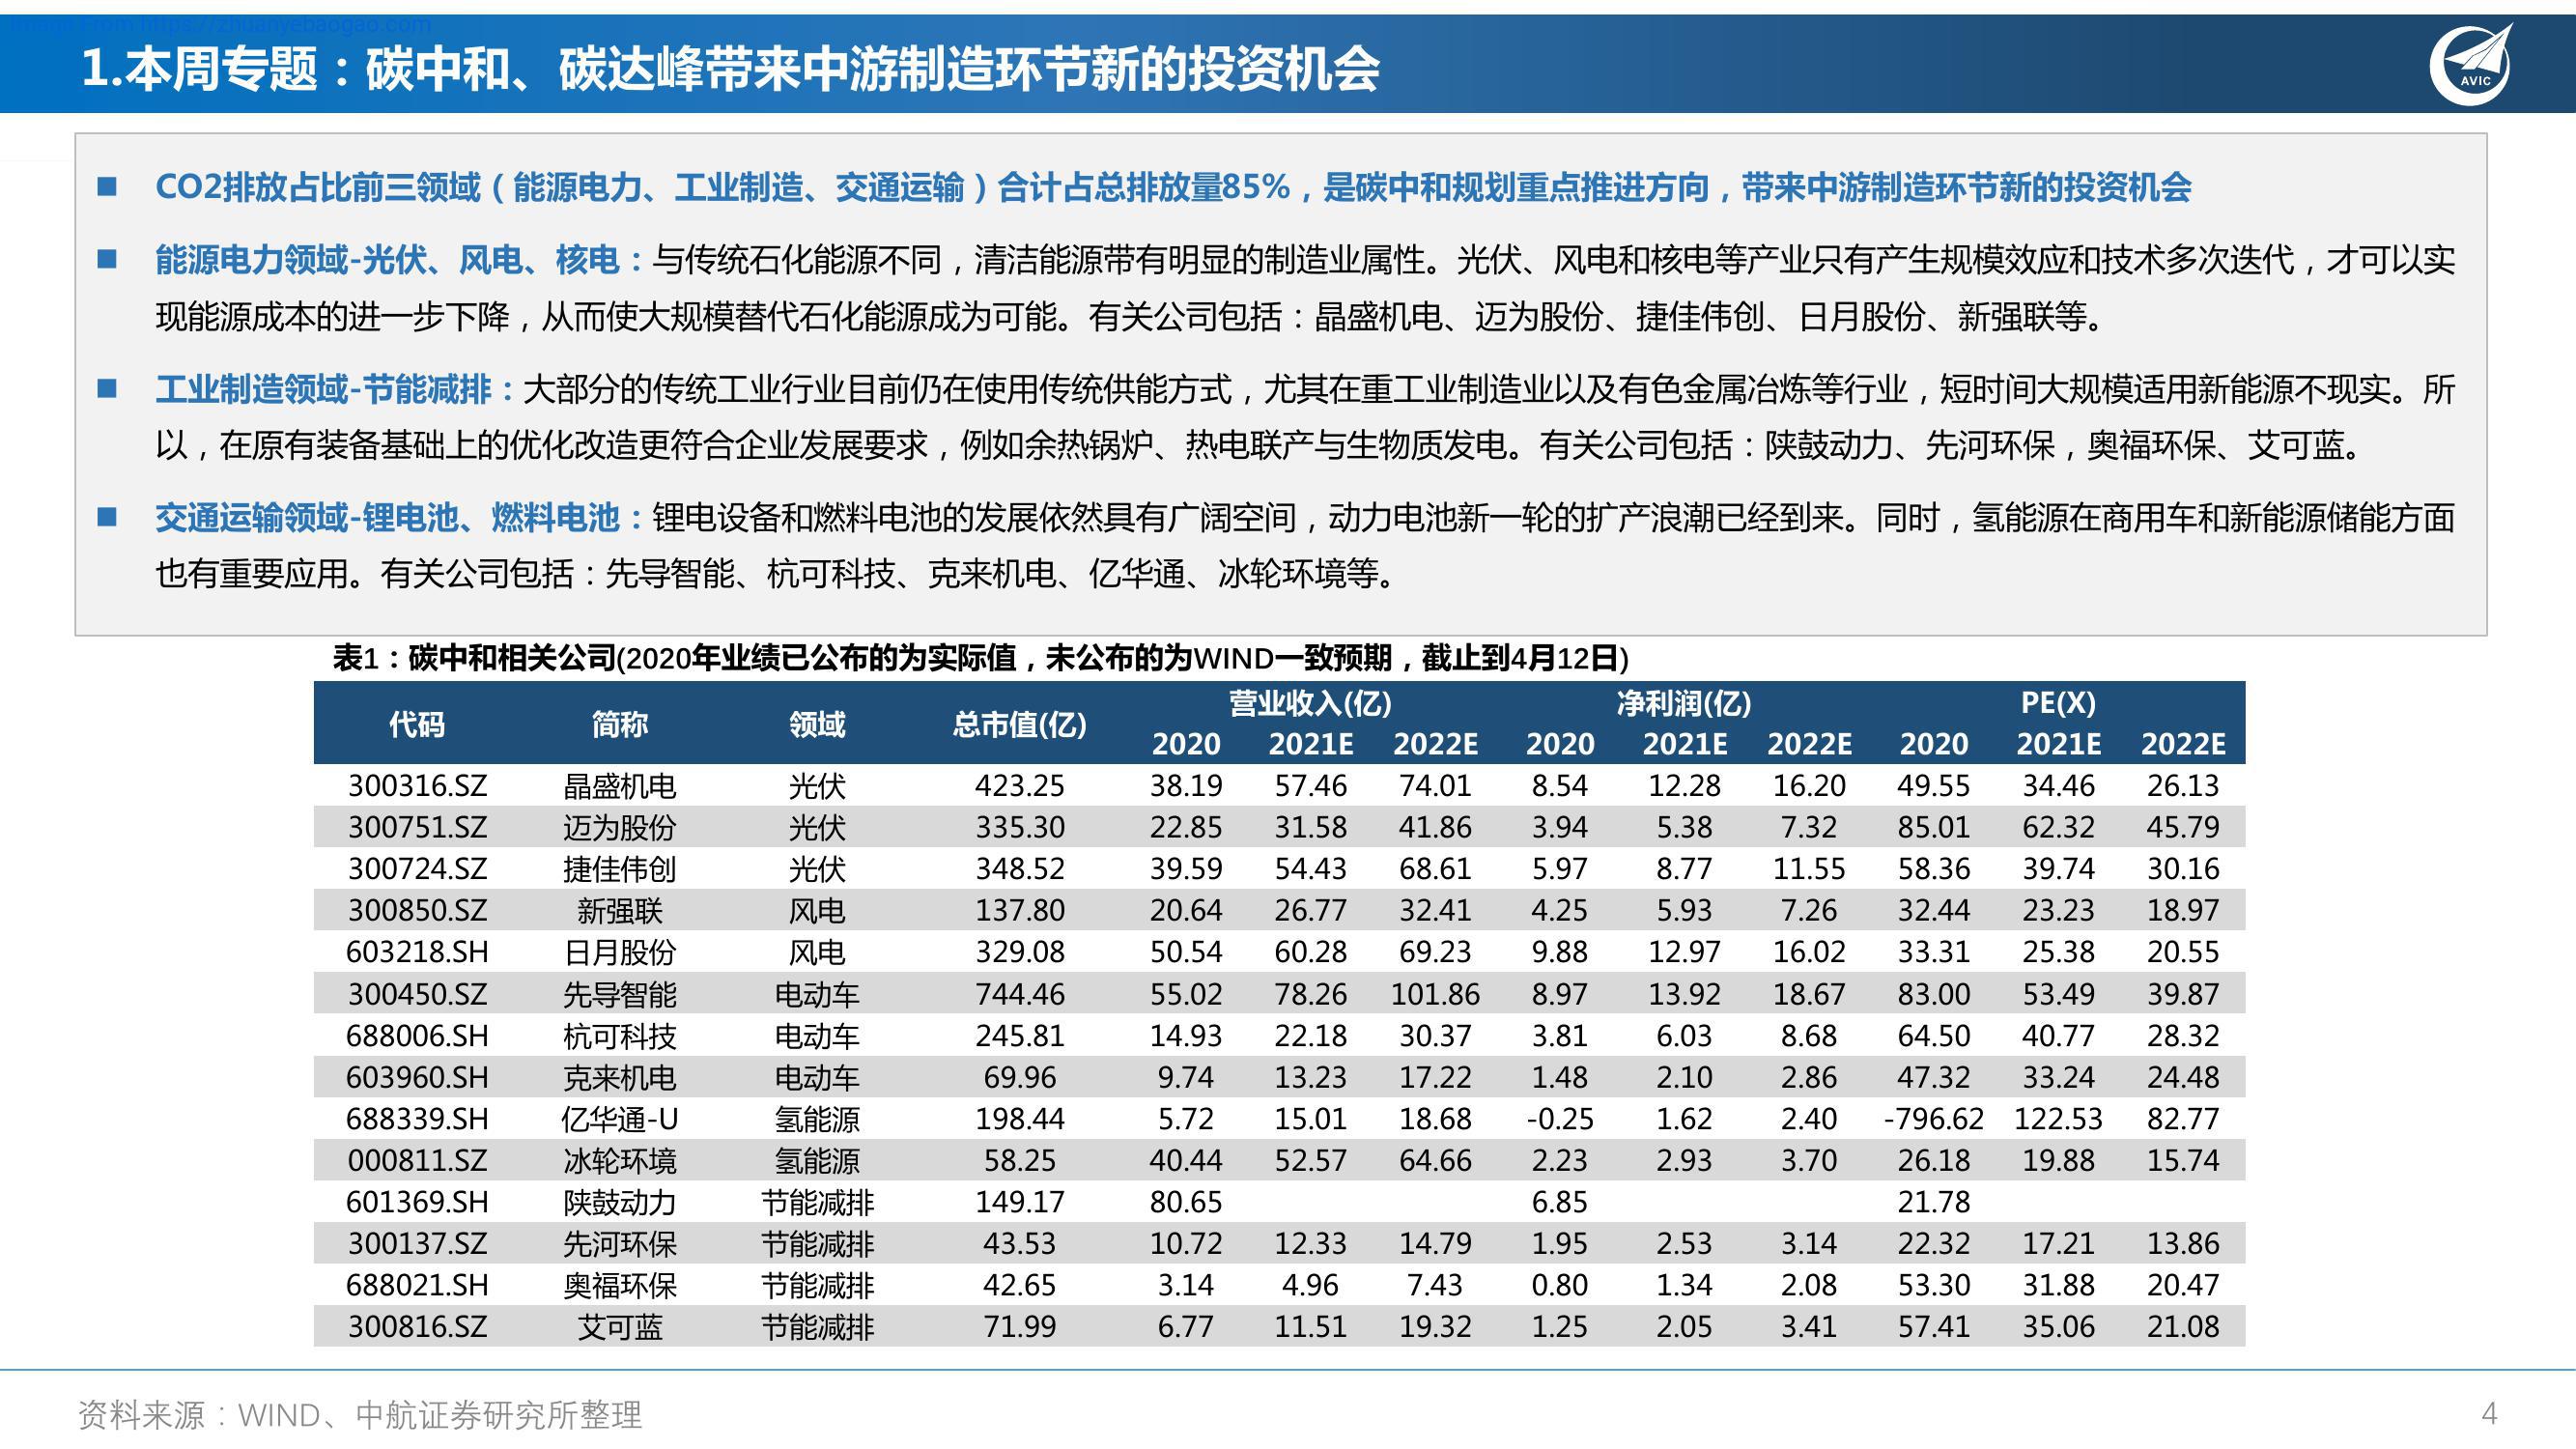 Image From https://zhuanyebaogao.com
1.本周专题：碳中和、碳达峰带来中游制造环节新的投资机会
AVIC
■ CO2排放占比前三领域（能源电力、工业制造、交通运输）合计占总排放量85%，是碳中和规划重点推进方向，带来中游制造环节新的投资机会
■ 能源电力领域-光伏、风电、核电：与传统石化能源不同，清洁能源带有明显的制造业属性。光伏、风电和核电等产业只有产生规模效应和技术多次迭代，才可以实
现能源成本的进一步下降，从而使大规模替代石化能源成为可能。有关公司包括：晶盛机电、迈为股份、捷佳伟创、日月股份、新强联等。
■ 工业制造领域-节能减排：大部分的传统工业行业目前仍在使用传统供能方式，尤其在重工业制造业以及有色金属冶炼等行业，短时间大规模适用新能源不现实。所
以，在原有装备基础上的优化改造更符合企业发展要求，例如余热锅炉、热电联产与生物质发电。有关公司包括：陕鼓动力、先河环保，奥福环保、艾可蓝。
■ 交通运输领域-锂电池、燃料电池：锂电设备和燃料电池的发展依然具有广阔空间，动力电池新一轮的扩产浪潮已经到来。同时，氢能源在商用车和新能源储能方面
也有重要应用。有关公司包括：先导智能、杭可科技、克来机电、亿华通、冰轮环境等。
表1：碳中和相关公司(2020年业绩已公布的为实际值，未公布的为WIND一致预期，截止到4月12日)
代码 简称 领域 总市值(亿) 营业收入(亿) 净利润(亿) PE(X)
2020 2021E 2022E 2020 2021E 2022E 2020 2021E 2022E
300316.SZ 晶盛机电 光伏 423.25 38.19 57.46 74.01 8.54 12.28 16.20 49.55 34.46 26.13
300751.SZ 迈为股份 光伏 335.30 22.85 31.58 41.86 3.94 5.38 7.32 85.01 62.32 45.79
300724.SZ 捷佳伟创 光伏 348.52 39.59 54.43 68.61 5.97 8.77 11.55 58.36 39.74 30.16
300850.SZ 新强联 风电 137.80 20.64 26.77 32.41 4.25 5.93 7.26 32.44 23.23 18.97
603218.SH 日月股份 风电 329.08 50.54 60.28 69.23 9.88 12.97 16.02 33.31 25.38 20.55
300450.SZ 先导智能 电动车 744.46 55.02 78.26 101.86 8.97 13.92 18.67 83.00 53.49 39.87
688006.SH 杭可科技 电动车 245.81 14.93 22.18 30.37 3.81 6.03 8.68 64.50 40.77 28.32
603960.SH 克来机电 电动车 69.96 9.74 13.23 17.22 1.48 2.10 2.86 47.32 33.24 24.48
688339.SH 亿华通-U 氢能源 198.44 5.72 15.01 18.68 -0.25 1.62 2.40 -796.62 122.53 82.77
000811.SZ 冰轮环境 氢能源 58.25 40.44 52.57 64.66 2.23 2.93 3.70 26.18 19.88 15.74
601369.SH 陕鼓动力 节能减排 149.17 80.65 6.85 21.78
300137.SZ 先河环保 节能减排 43.53 10.72 12.33 14.79 1.95 2.53 3.14 22.32 17.21 13.86
688021.SH 奥福环保 节能减排 42.65 3.14 4.96 7.43 0.80 1.34 2.08 53.30 31.88 20.47
300816.SZ 艾可蓝 节能减排 71.99 6.77 11.51 19.32 1.25 2.05 3.41 57.41 35.06 21.08
资料来源：WIND、中航证券研究所整理
4